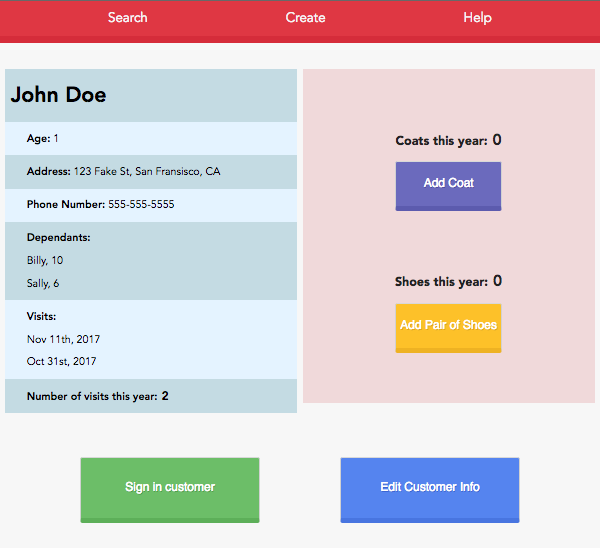 Search Create Help
John Doe
Age: 1
Address: 123 Fake St, San Fransisco, CA
Phone Number: 555-555-5555
Dependants:
Billy, 10
Sally, 6
Visits:
Nov 11th, 2017
Oct 31st, 2017
Number of visits this year: 2
Coats this year: 0
Add Coat
Shoes this year: 0
Add Pair of Shoes
Sign in customer
Edit Customer Info